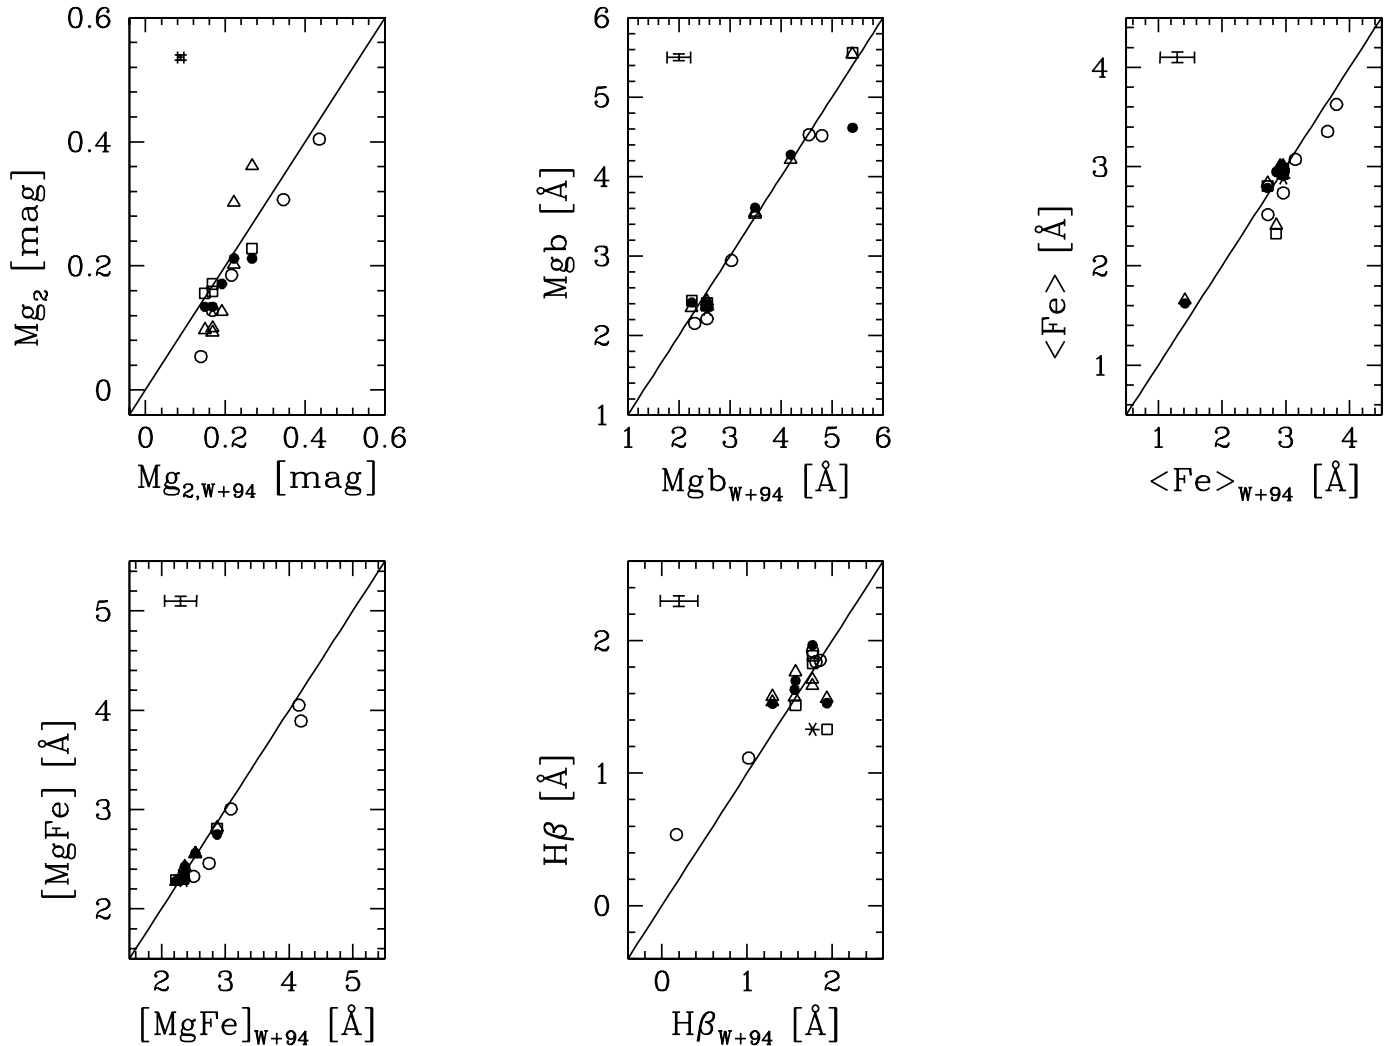 0.6
0.4
0.2
0
Mg2 [mag]
0 0.2 0.4 0.6
Mg2,W+94 [mag]
6
5
4
3
2
1
Mgb [Å]
1 2 3 4 5 6
MgbW+94 [Å]
4
3
2
1
<Fe> [Å]
1 2 3 4
<Fe>W+94 [Å]
5
4
3
2
[MgFe] [Å]
2 3 4 5
[MgFe]W+94 [Å]
2
1
0
Hβ [Å]
0 1 2
HβW+94 [Å]